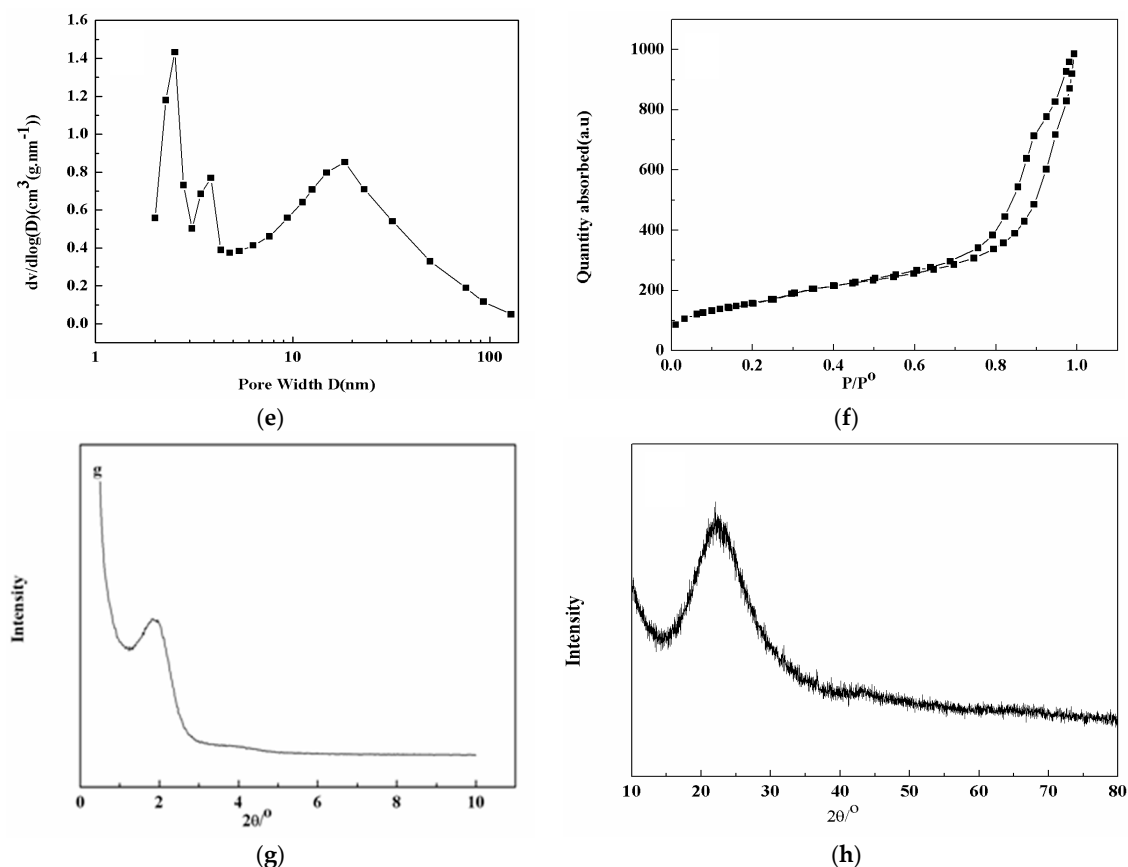 1.6
1.4
1.2
1.0
0.8
0.6
0.4
0.2
0.0
dv/dlog(D)(cm³(g.nm⁻¹))
1 10 100
Pore Width D(nm)
(e)
1000
800
600
400
200
0
Quantity absorbed(a.u)
0.0 0.2 0.4 0.6 0.8 1.0
P/P⁰
(f)
g
Intensity
0 2 4 6 8 10
2θ/°
(g)
Intensity
10 20 30 40 50 60 70 80
2θ/°
(h)